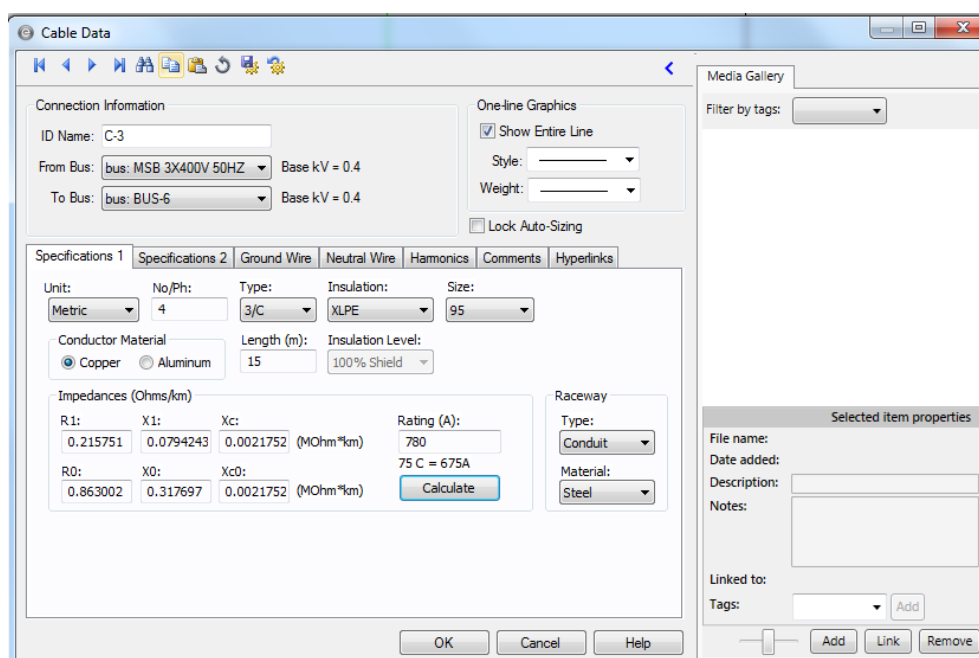 Cable Data
Connection Information
ID Name: C-3
From Bus: bus: MSB 3X400V 50HZ Base kV = 0.4
To Bus: bus: BUS-6 Base kV = 0.4
One-line Graphics
Show Entire Line
Style:
Weight:
Lock Auto-Sizing
Specifications 1 Specifications 2 Ground Wire Neutral Wire Harmonics Comments Hyperlinks
Unit: No/Ph: Type: Insulation: Size:
Metric 4 3/C XLPE 95
Conductor Material Length (m): Insulation Level:
Copper Aluminum 15 100% Shield
Impedances (Ohms/km)
R1: X1: Xc: Rating (A):
0.215751 0.0794243 0.0021752 (MOhm*km) 780
75 C = 675A
R0: X0: Xc0:
0.863002 0.317697 0.0021752 (MOhm*km) Calculate
Raceway
Type:
Conduit
Material:
Steel
OK Cancel Help
Media Gallery
Filter by tags:
Selected item properties
File name:
Date added:
Description:
Notes:
Linked to:
Tags: Add
Add Link Remove